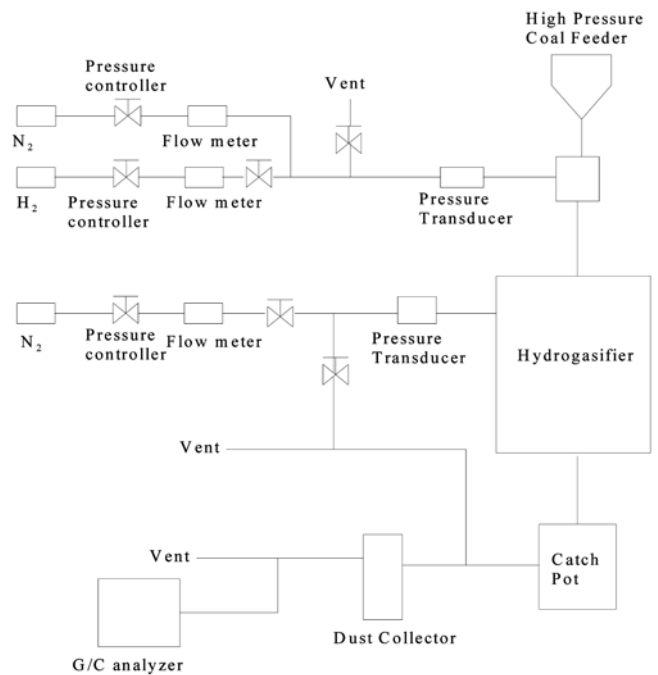 High Pressure
Coal Feeder
Pressure
controller
Vent
N₂
Flow meter
H₂
Pressure
controller
Flow meter
Pressure
Transducer
N₂
Pressure
controller
Flow meter
Pressure
Transducer
Hydrogasifier
Vent
Vent
Catch
Pot
Dust Collector
G/C analyzer